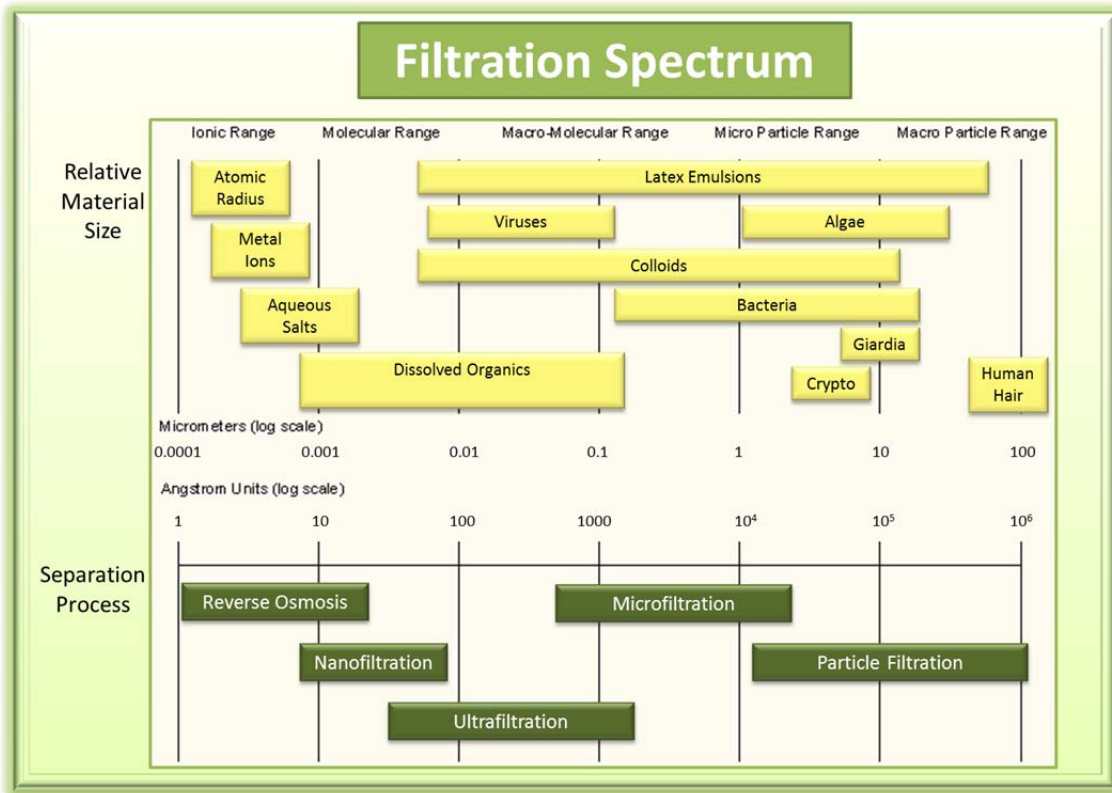 Filtration Spectrum
Ionic Range Molecular Range Macro-Molecular Range Micro Particle Range Macro Particle Range
Relative
Material
Size
Atomic
Radius
Latex Emulsions
Viruses
Algae
Metal
Ions
Colloids
Aqueous
Salts
Bacteria
Giardia
Dissolved Organics
Crypto
Human
Hair
Micrometers (log scale)
0.0001 0.001 0.01 0.1 1 10 100
Angstrom Units (log scale)
1 10 100 1000 10⁴ 10⁵ 10⁶
Separation
Process
Reverse Osmosis
Microfiltration
Nanofiltration
Particle Filtration
Ultrafiltration